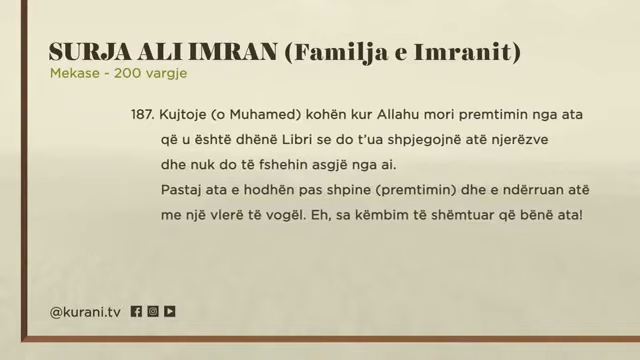 SURJA ALI IMRAN (Familja e Imranit)
Mekase - 200 vargje
187. Kujtoje (o Muhamed) kohën kur Allahu mori premtimin nga ata
që u është dhënë Libri se do t'ua shpjegojnë atë njerëzve
dhe nuk do të fshehin asgjë nga ai.
Pastaj ata e hodhën pas shpine (premtimin) dhe e ndërruan atë
me një vlerë të vogël. Eh, sa këmbim të shëmtuar që bënë ata!
@kurani.tv